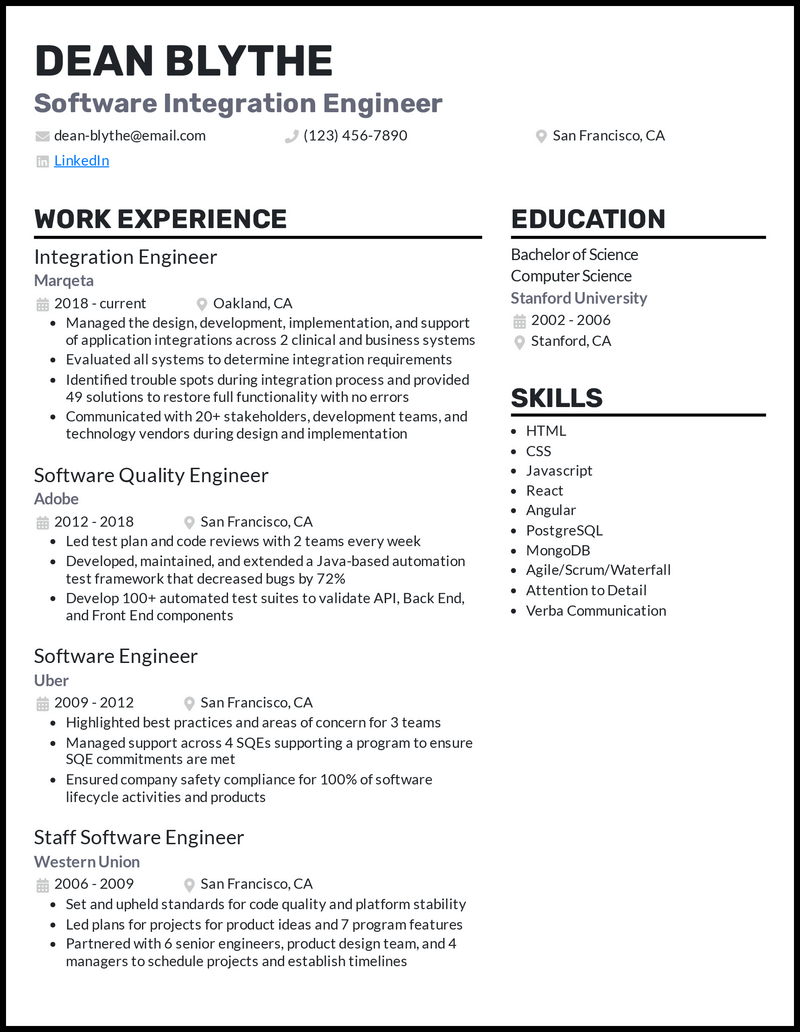 DEAN BLYTHE
Software Integration Engineer
dean-blythe@email.com (123) 456-7890 San Francisco, CA
LinkedIn
WORK EXPERIENCE
Integration Engineer
Marqeta
2018 - current Oakland, CA
• Managed the design, development, implementation, and support
of application integrations across 2 clinical and business systems
• Evaluated all systems to determine integration requirements
• Identified trouble spots during integration process and provided
49 solutions to restore full functionality with no errors
• Communicated with 20+ stakeholders, development teams, and
technology vendors during design and implementation
Software Quality Engineer
Adobe
2012 - 2018 San Francisco, CA
• Led test plan and code reviews with 2 teams every week
• Developed, maintained, and extended a Java-based automation
test framework that decreased bugs by 72%
• Develop 100+ automated test suites to validate API, Back End,
and Front End components
Software Engineer
Uber
2009 - 2012 San Francisco, CA
• Highlighted best practices and areas of concern for 3 teams
• Managed support across 4 SQEs supporting a program to ensure
SQE commitments are met
• Ensured company safety compliance for 100% of software
lifecycle activities and products
Staff Software Engineer
Western Union
2006 - 2009 San Francisco, CA
• Set and upheld standards for code quality and platform stability
• Led plans for projects for product ideas and 7 program features
• Partnered with 6 senior engineers, product design team, and 4
managers to schedule projects and establish timelines
EDUCATION
Bachelor of Science
Computer Science
Stanford University
2002 - 2006
Stanford, CA
SKILLS
• HTML
• CSS
• Javascript
• React
• Angular
• PostgreSQL
• MongoDB
• Agile/Scrum/Waterfall
• Attention to Detail
• Verba Communication